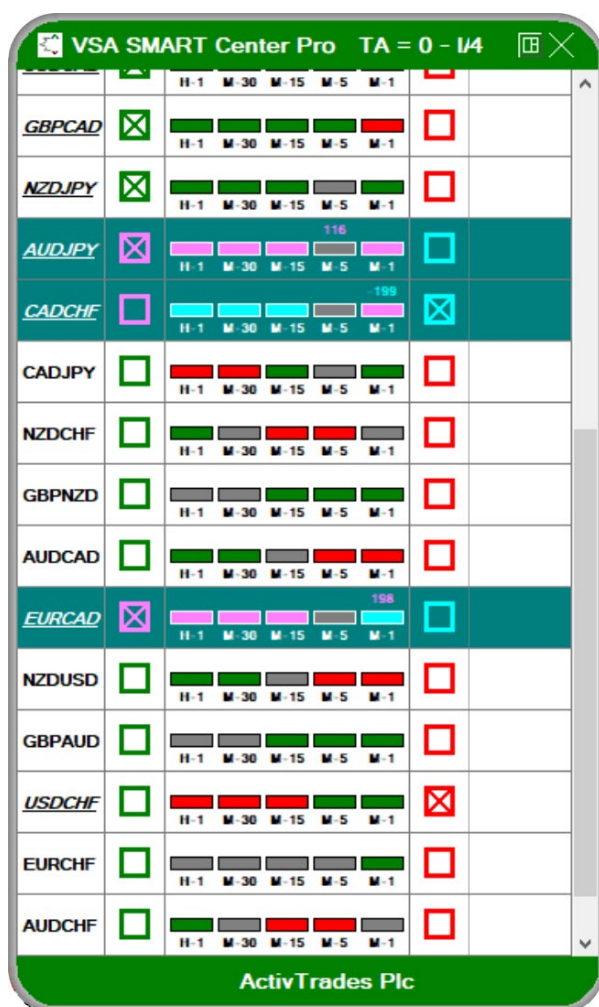 VSA SMART Center Pro TA = 0 - I/4
H-1 M-30 M-15 M-5 M-1
GBPCAD
H-1 M-30 M-15 M-5 M-1
NZDJPY
H-1 M-30 M-15 M-5 M-1
116
AUDJPY
H-1 M-30 M-15 M-5 M-1
-199
CADCHF
H-1 M-30 M-15 M-5 M-1
CADJPY
H-1 M-30 M-15 M-5 M-1
NZDCHF
H-1 M-30 M-15 M-5 M-1
GBPNZD
H-1 M-30 M-15 M-5 M-1
AUDCAD
H-1 M-30 M-15 M-5 M-1
198
EURCAD
H-1 M-30 M-15 M-5 M-1
NZDUSD
H-1 M-30 M-15 M-5 M-1
GBPAUD
H-1 M-30 M-15 M-5 M-1
USDCHF
H-1 M-30 M-15 M-5 M-1
EURCHF
H-1 M-30 M-15 M-5 M-1
AUDCHF
H-1 M-30 M-15 M-5 M-1
ActivTrades Plc